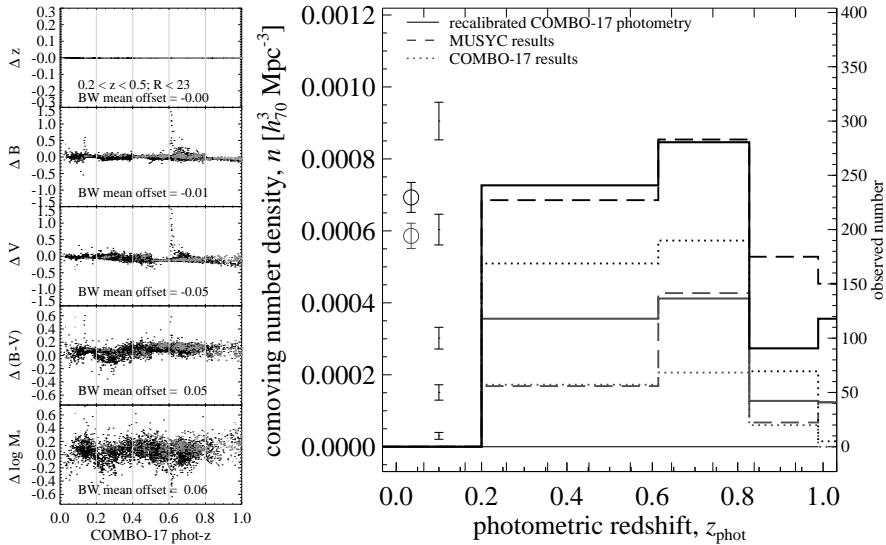 Δ z
0.3
0.2
0.1
-0.0
-0.1
-0.2
-0.3
0.2 < z < 0.5; R < 23
BW mean offset = -0.00
Δ B
1.5
1.0
0.5
0.0
-0.5
-1.0
-1.5
BW mean offset = -0.01
Δ V
1.5
1.0
0.5
0.0
-0.5
-1.0
-1.5
BW mean offset = -0.05
Δ (B-V)
0.6
0.4
0.2
0.0
-0.2
-0.4
-0.6
BW mean offset = 0.05
Δ log M*
0.6
0.4
0.2
0.0
-0.2
-0.4
-0.6
BW mean offset = 0.06
0.0 0.2 0.4 0.6 0.8 1.0
COMBO-17 phot-z
comoving number density, n [h³₇₀ Mpc⁻³]
0.0012
0.0010
0.0008
0.0006
0.0004
0.0002
0.0000
recalibrated COMBO-17 photometry
MUSYC results
COMBO-17 results
400
350
300
250
200
150
100
50
0
observed number
0.0 0.2 0.4 0.6 0.8 1.0
photometric redshift, z_phot